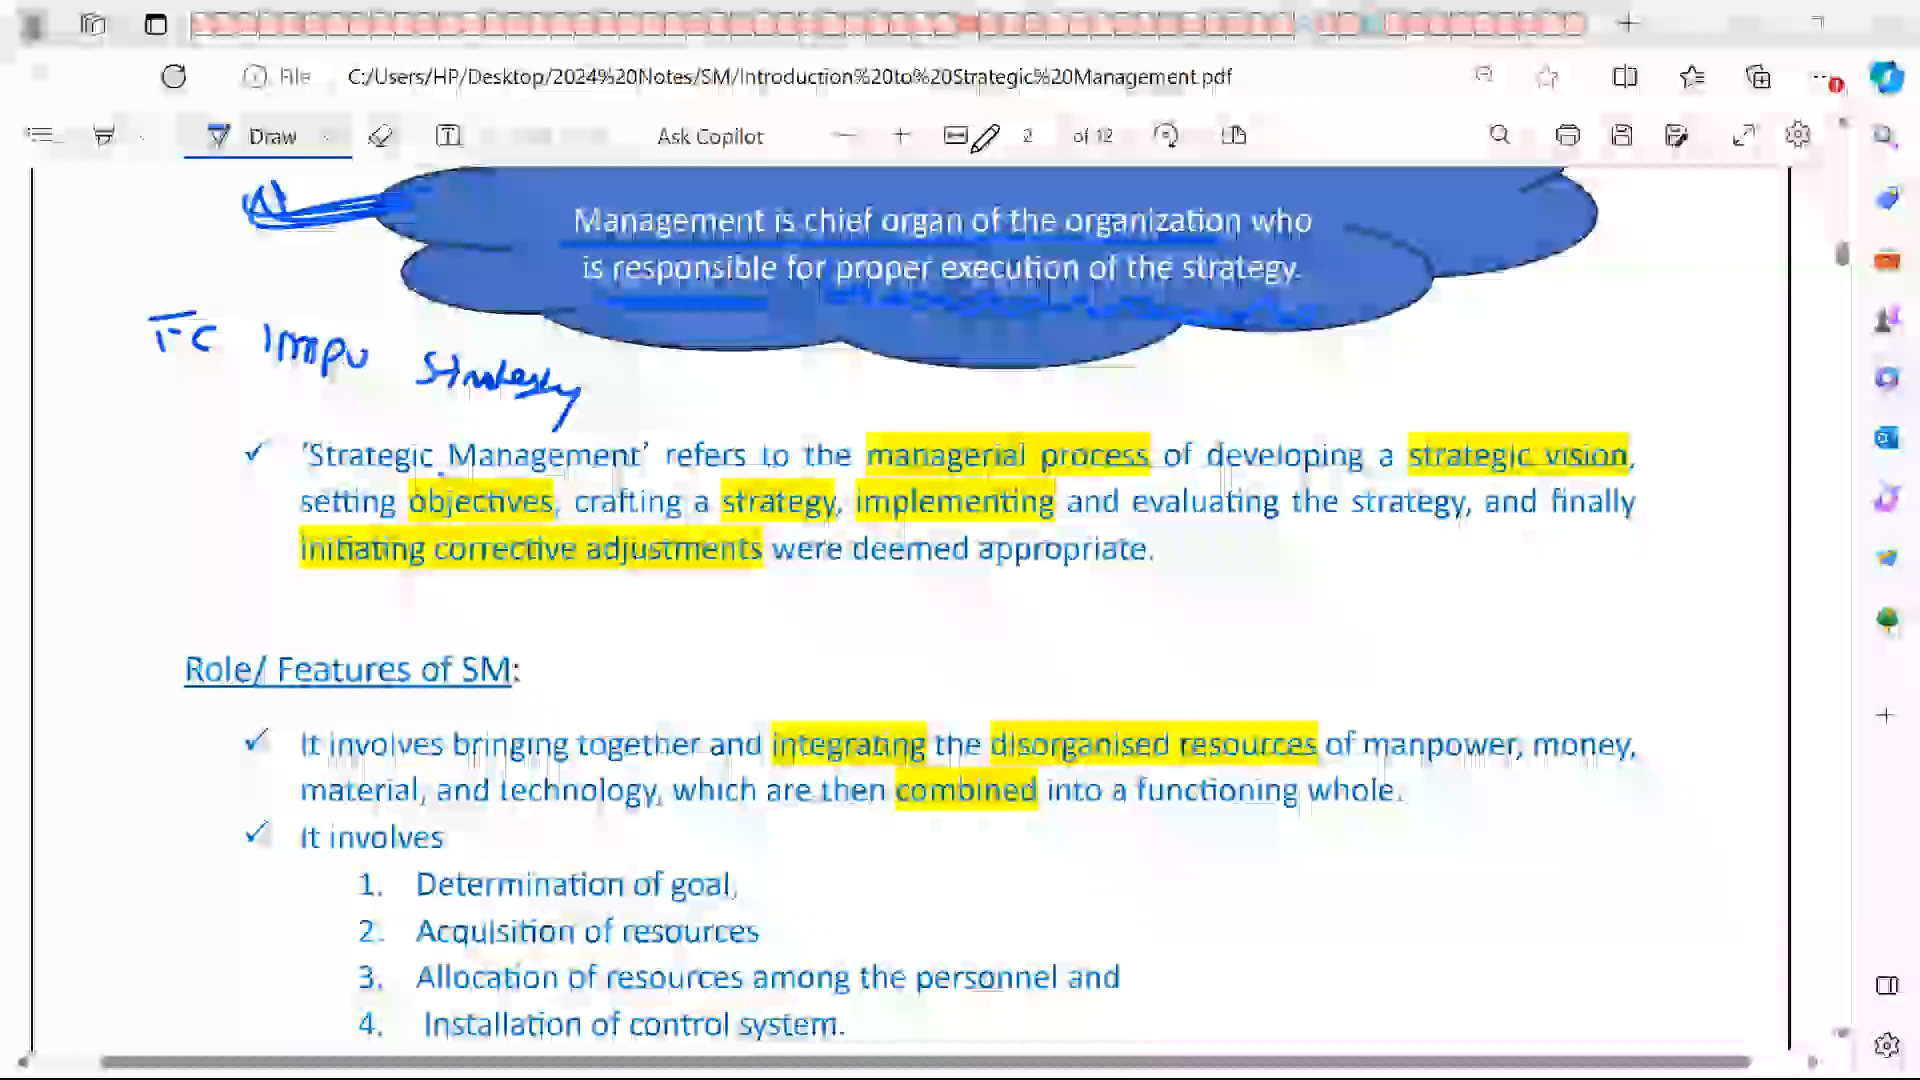 File C:/Users/HP/Desktop/2024%20Notes/SM/Introduction%20to%20Strategic%20Management.pdf
Draw Ask Copilot 2 of 12
Management is chief organ of the organization who
is responsible for proper execution of the strategy.
Strategy
✓ 'Strategic Management' refers to the managerial process of developing a strategic vision,
setting objectives, crafting a strategy, implementing and evaluating the strategy, and finally
initiating corrective adjustments were deemed appropriate.
Role/ Features of SM:
✓ It involves bringing together and integrating the disorganised resources of manpower, money,
material, and technology, which are then combined into a functioning whole.
✓ It involves
1. Determination of goal,
2. Acquisition of resources
3. Allocation of resources among the personnel and
4. Installation of control system.